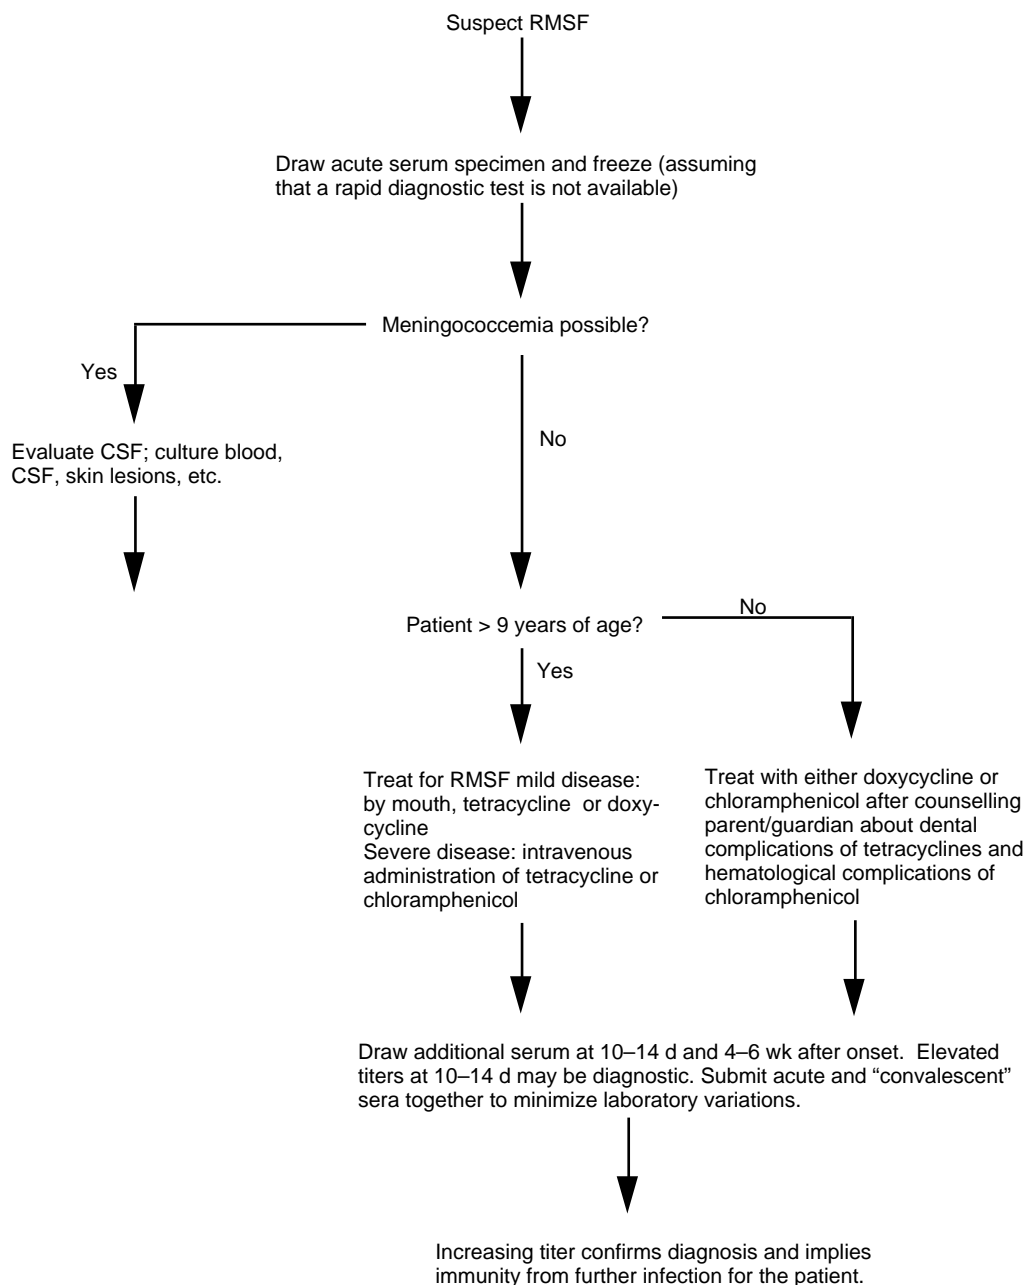 Suspect RMSF
Draw acute serum specimen and freeze (assuming
that a rapid diagnostic test is not available)
Meningococcemia possible?
Yes
Evaluate CSF; culture blood,
CSF, skin lesions, etc.
No
Patient > 9 years of age?
No
Yes
Treat for RMSF mild disease:
by mouth, tetracycline or doxy-
cycline
Severe disease: intravenous
administration of tetracycline or
chloramphenicol
Treat with either doxycycline or
chloramphenicol after counselling
parent/guardian about dental
complications of tetracyclines and
hematological complications of
chloramphenicol
Draw additional serum at 10–14 d and 4–6 wk after onset. Elevated
titers at 10–14 d may be diagnostic. Submit acute and “convalescent”
sera together to minimize laboratory variations.
Increasing titer confirms diagnosis and implies
immunity from further infection for the patient.